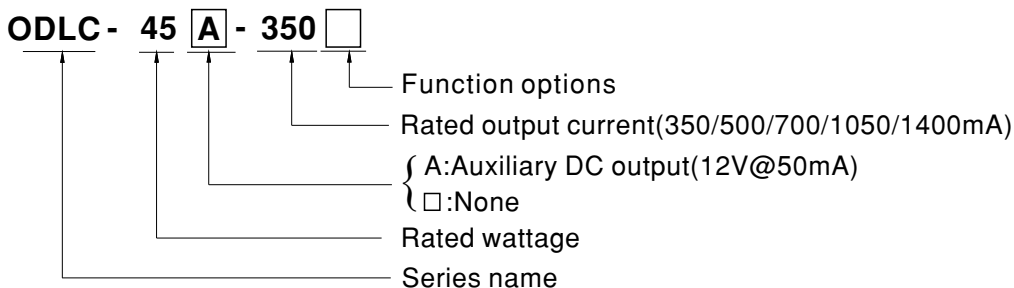 ODLC - 45 A - 350 □
Function options
Rated output current(350/500/700/1050/1400mA)
A:Auxiliary DC output(12V@50mA)
□:None
Rated wattage
Series name